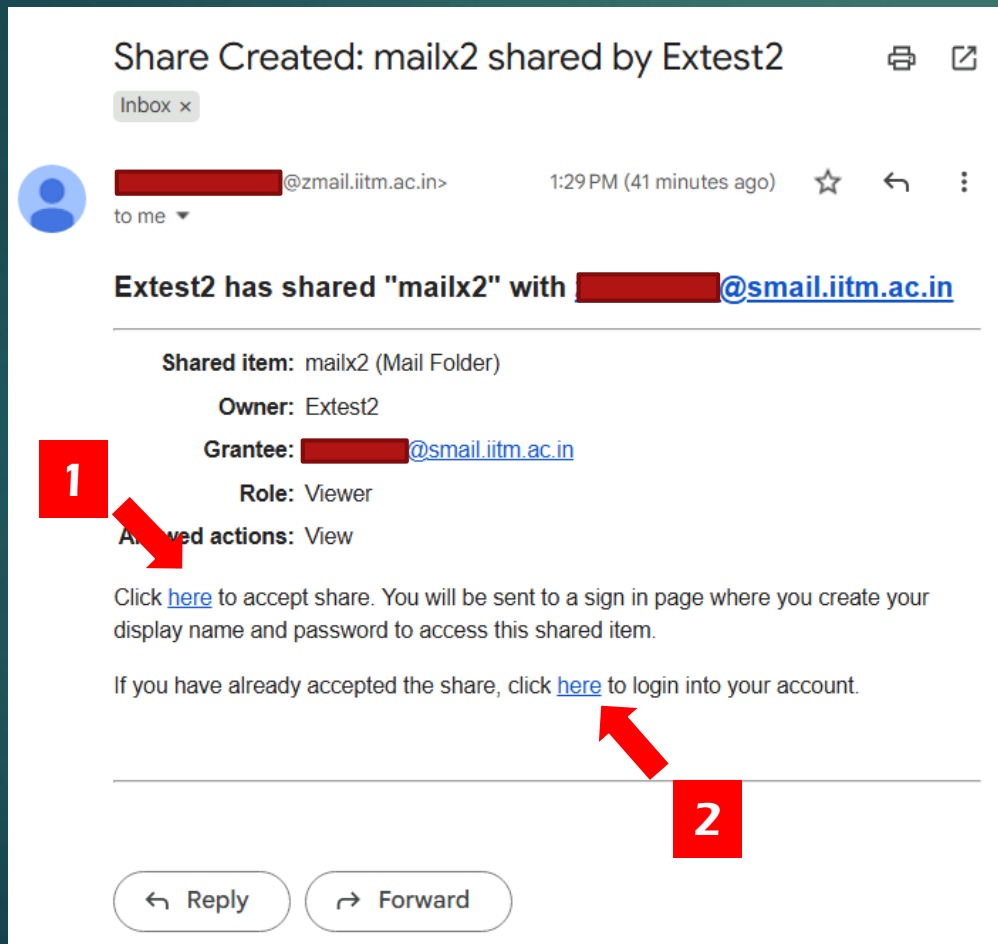 Share Created: mailx2 shared by Extest2
Inbox ×
@zmail.iitm.ac.in> 1:29 PM (41 minutes ago)
to me
Extest2 has shared "mailx2" with @smail.iitm.ac.in
Shared item: mailx2 (Mail Folder)
Owner: Extest2
Grantee: @smail.iitm.ac.in
1
Role: Viewer
actions: View
Click here to accept share. You will be sent to a sign in page where you create your
display name and password to access this shared item.
If you have already accepted the share, click here to login into your account.
2
Reply Forward